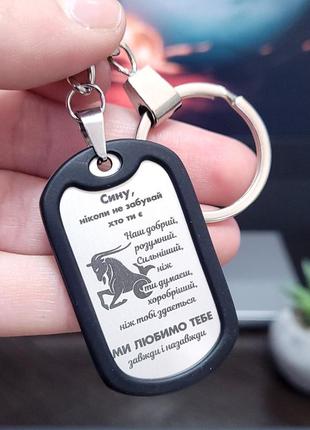 Сину,
ніколи не забувай
хто ти є
Наш добрий,
розумний.
Сильніший,
ніж
ти думаєш,
хоробріший,
ніж тобі здається
МИ ЛЮБИМО ТЕБЕ
завжди і назавжди